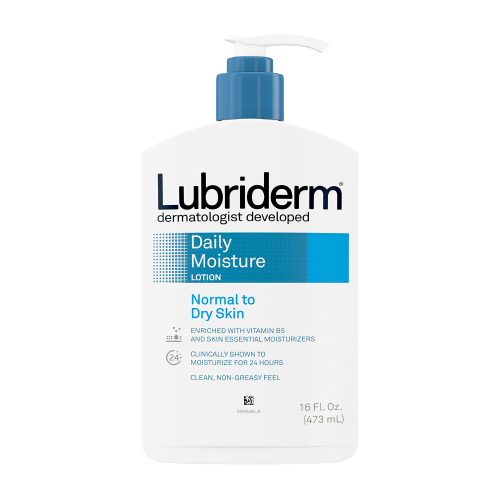 Lubriderm®
dermatologist developed
Daily
Moisture
LOTION
Normal to
Dry Skin
ENRICHED WITH VITAMIN B5
AND SKIN ESSENTIAL MOISTURIZERS
24
CLINICALLY SHOWN TO
MOISTURIZE FOR 24 HOURS
CLEAN, NON-GREASY FEEL
16 Fl. Oz.
(473 mL)